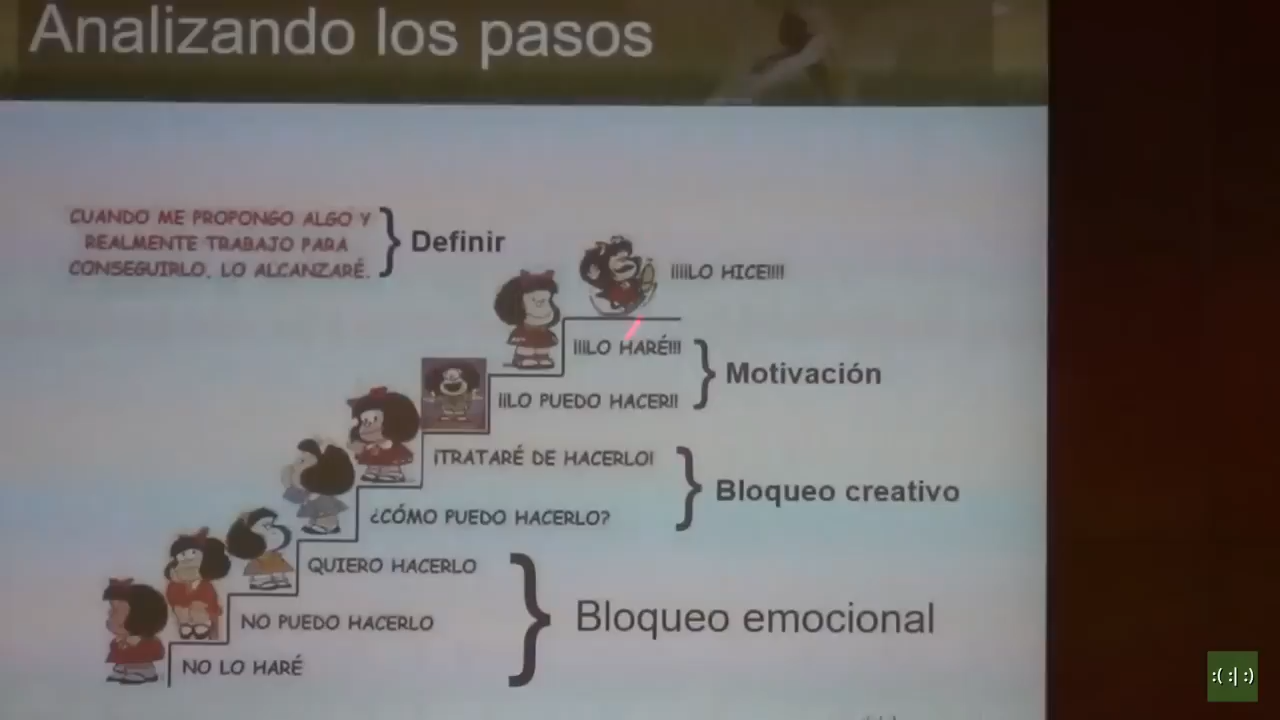 Analizando los pasos
CUANDO ME PROPONGO ALGO Y
REALMENTE TRABAJO PARA
CONSEGUIRLO, LO ALCANZARÉ.
Definir
¡¡¡¡LO HICE!!!!
¡¡¡LO HARÉ!!!
Motivación
¡¡LO PUEDO HACER!!
¡TRATARÉ DE HACERLO!
Bloqueo creativo
¿CÓMO PUEDO HACERLO?
QUIERO HACERLO
Bloqueo emocional
NO PUEDO HACERLO
NO LO HARÉ
:( :| :)